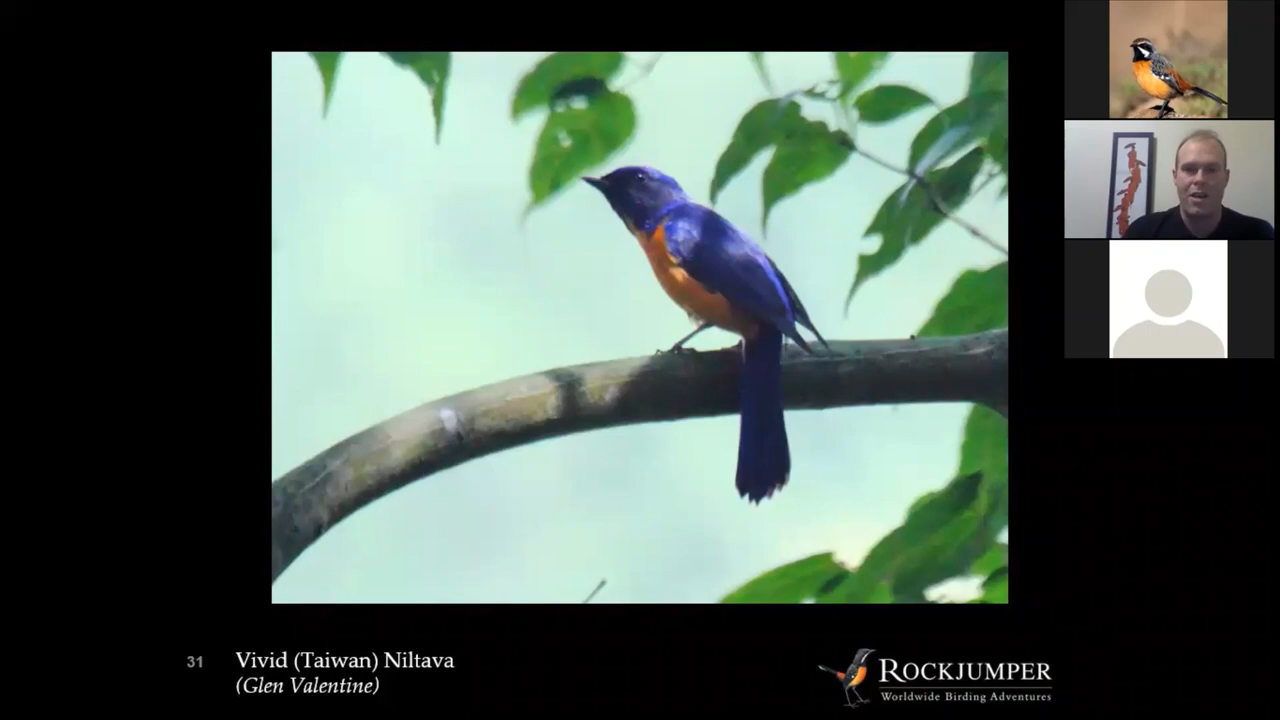 31
Vivid (Taiwan) Niltava
(Glen Valentine)
ROCKJUMPER
Worldwide Birding Adventures